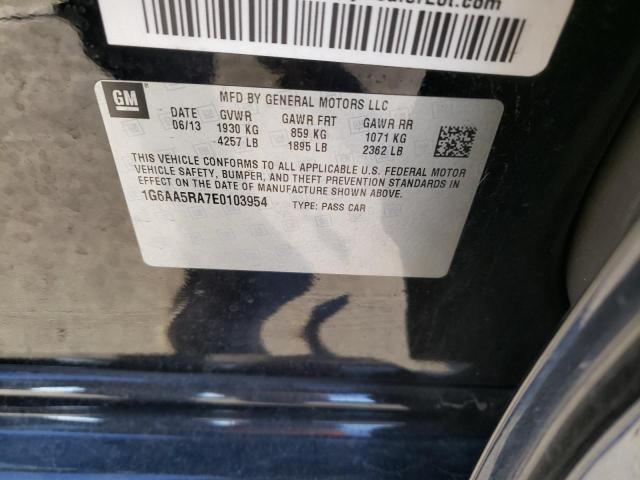 GM
MFD BY GENERAL MOTORS LLC
DATE GVWR GAWR FRT GAWR RR
06/13 1930 KG 859 KG 1071 KG
4257 LB 1895 LB 2362 LB
THIS VEHICLE CONFORMS TO ALL APPLICABLE U.S. FEDERAL MOTOR
VEHICLE SAFETY, BUMPER, AND THEFT PREVENTION STANDARDS IN
EFFECT ON THE DATE OF MANUFACTURE SHOWN ABOVE.
1G6AA5RA7E0103954 TYPE: PASS CAR